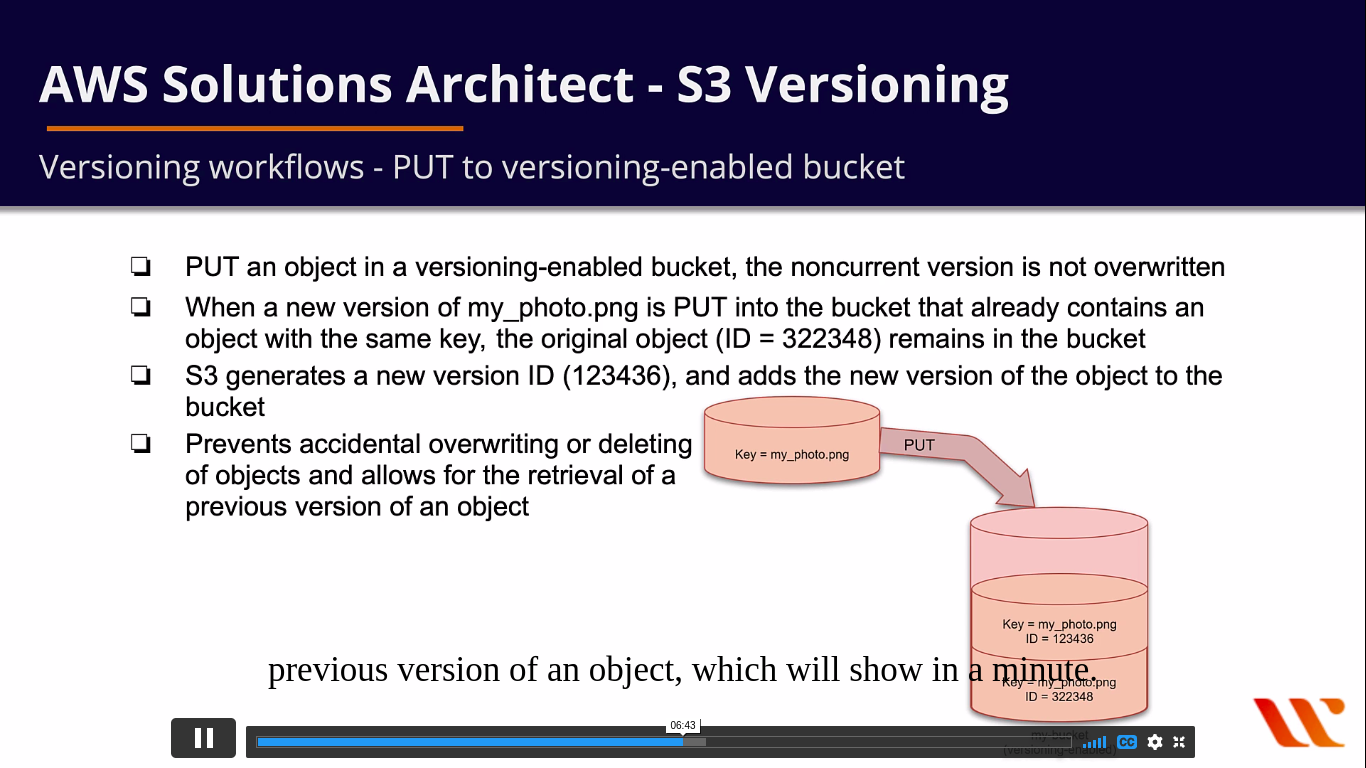 AWS Solutions Architect - S3 Versioning
Versioning workflows - PUT to versioning-enabled bucket
❏ PUT an object in a versioning-enabled bucket, the noncurrent version is not overwritten
❏ When a new version of my_photo.png is PUT into the bucket that already contains an
object with the same key, the original object (ID = 322348) remains in the bucket
❏ S3 generates a new version ID (123436), and adds the new version of the object to the
bucket
❏ Prevents accidental overwriting or deleting
of objects and allows for the retrieval of a
previous version of an object
Key = my_photo.png
PUT
Key = my_photo.png
ID = 123436
previous version of an object, which will show in a minute.
Key = my_photo.png
ID = 322348
06:43
my-bucket
(versioning-enabled)
CC